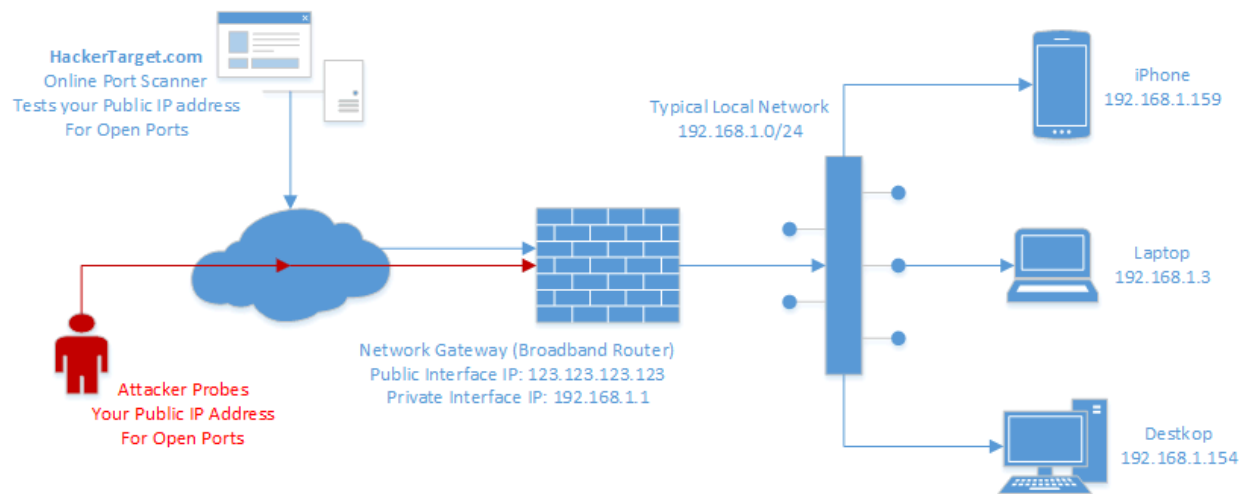 HackerTarget.com
Online Port Scanner
Tests your Public IP address
For Open Ports
Typical Local Network
192.168.1.0/24
iPhone
192.168.1.159
Laptop
192.168.1.3
Network Gateway (Broadband Router)
Public Interface IP: 123.123.123.123
Private Interface IP: 192.168.1.1
Attacker Probes
Your Public IP Address
For Open Ports
Destkop
192.168.1.154